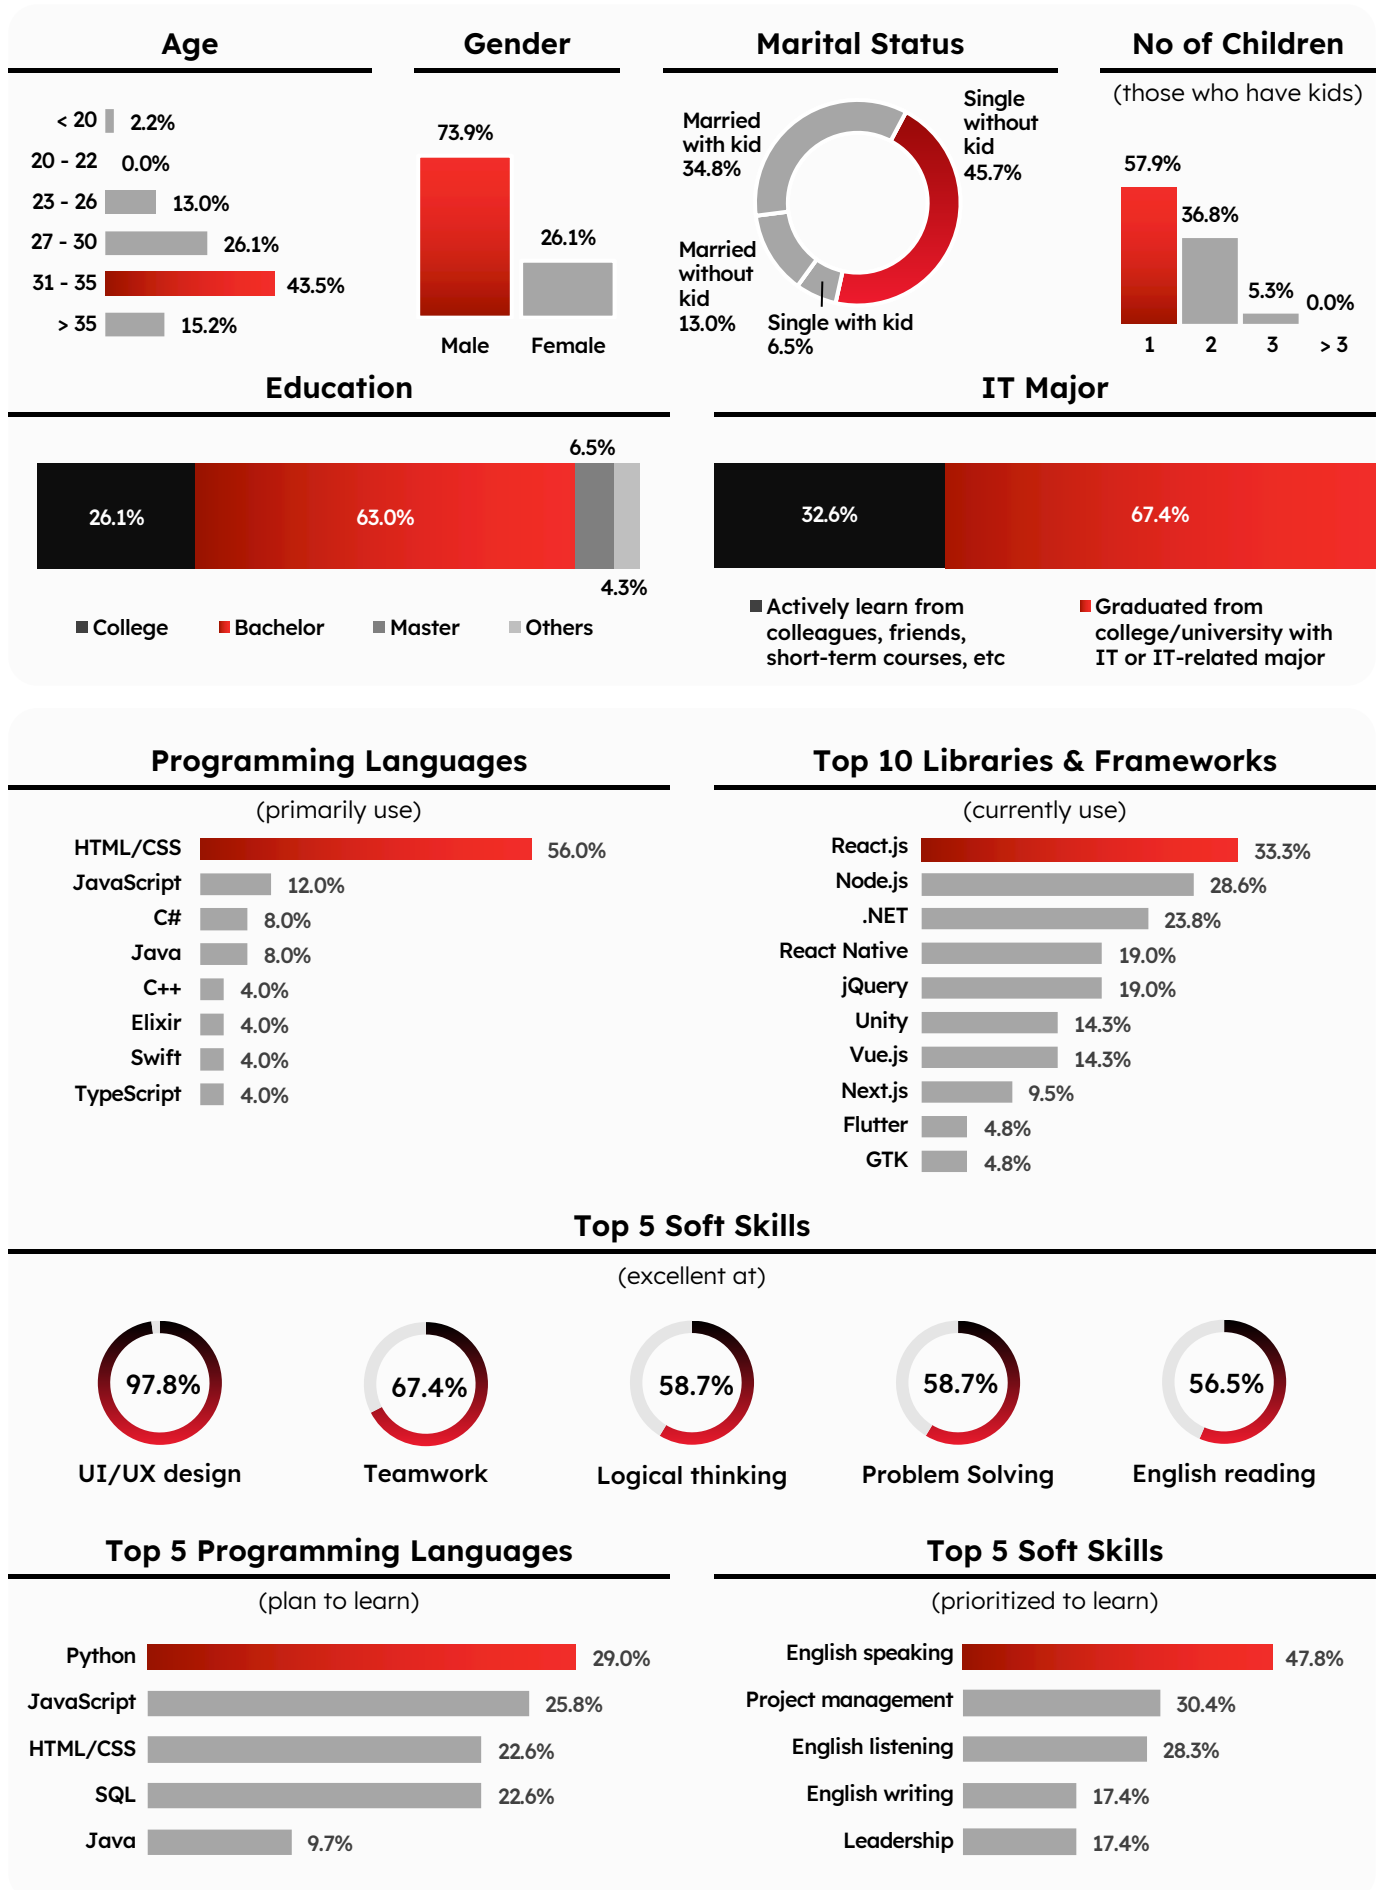 Age
< 20 2.2%
20 - 22 0.0%
23 - 26 13.0%
27 - 30 26.1%
31 - 35 43.5%
> 35 15.2%
Gender
73.9%
26.1%
Male Female
Marital Status
Married
with kid
34.8%
Single
without
kid
45.7%
Married
without
kid
13.0%
Single with kid
6.5%
No of Children
(those who have kids)
57.9%
36.8%
5.3%
0.0%
1 2 3 > 3
Education
6.5%
26.1% 63.0%
4.3%
College Bachelor Master Others
IT Major
32.6% 67.4%
Actively learn from
colleagues, friends,
short-term courses, etc
Graduated from
college/university with
IT or IT-related major
Programming Languages
(primarily use)
HTML/CSS 56.0%
JavaScript 12.0%
C# 8.0%
Java 8.0%
C++ 4.0%
Elixir 4.0%
Swift 4.0%
TypeScript 4.0%
Top 10 Libraries & Frameworks
(currently use)
React.js 33.3%
Node.js 28.6%
.NET 23.8%
React Native 19.0%
jQuery 19.0%
Unity 14.3%
Vue.js 14.3%
Next.js 9.5%
Flutter 4.8%
GTK 4.8%
Top 5 Soft Skills
(excellent at)
97.8% 67.4% 58.7% 58.7% 56.5%
UI/UX design Teamwork Logical thinking Problem Solving English reading
Top 5 Programming Languages
(plan to learn)
Python 29.0%
JavaScript 25.8%
HTML/CSS 22.6%
SQL 22.6%
Java 9.7%
Top 5 Soft Skills
(prioritized to learn)
English speaking 47.8%
Project management 30.4%
English listening 28.3%
English writing 17.4%
Leadership 17.4%